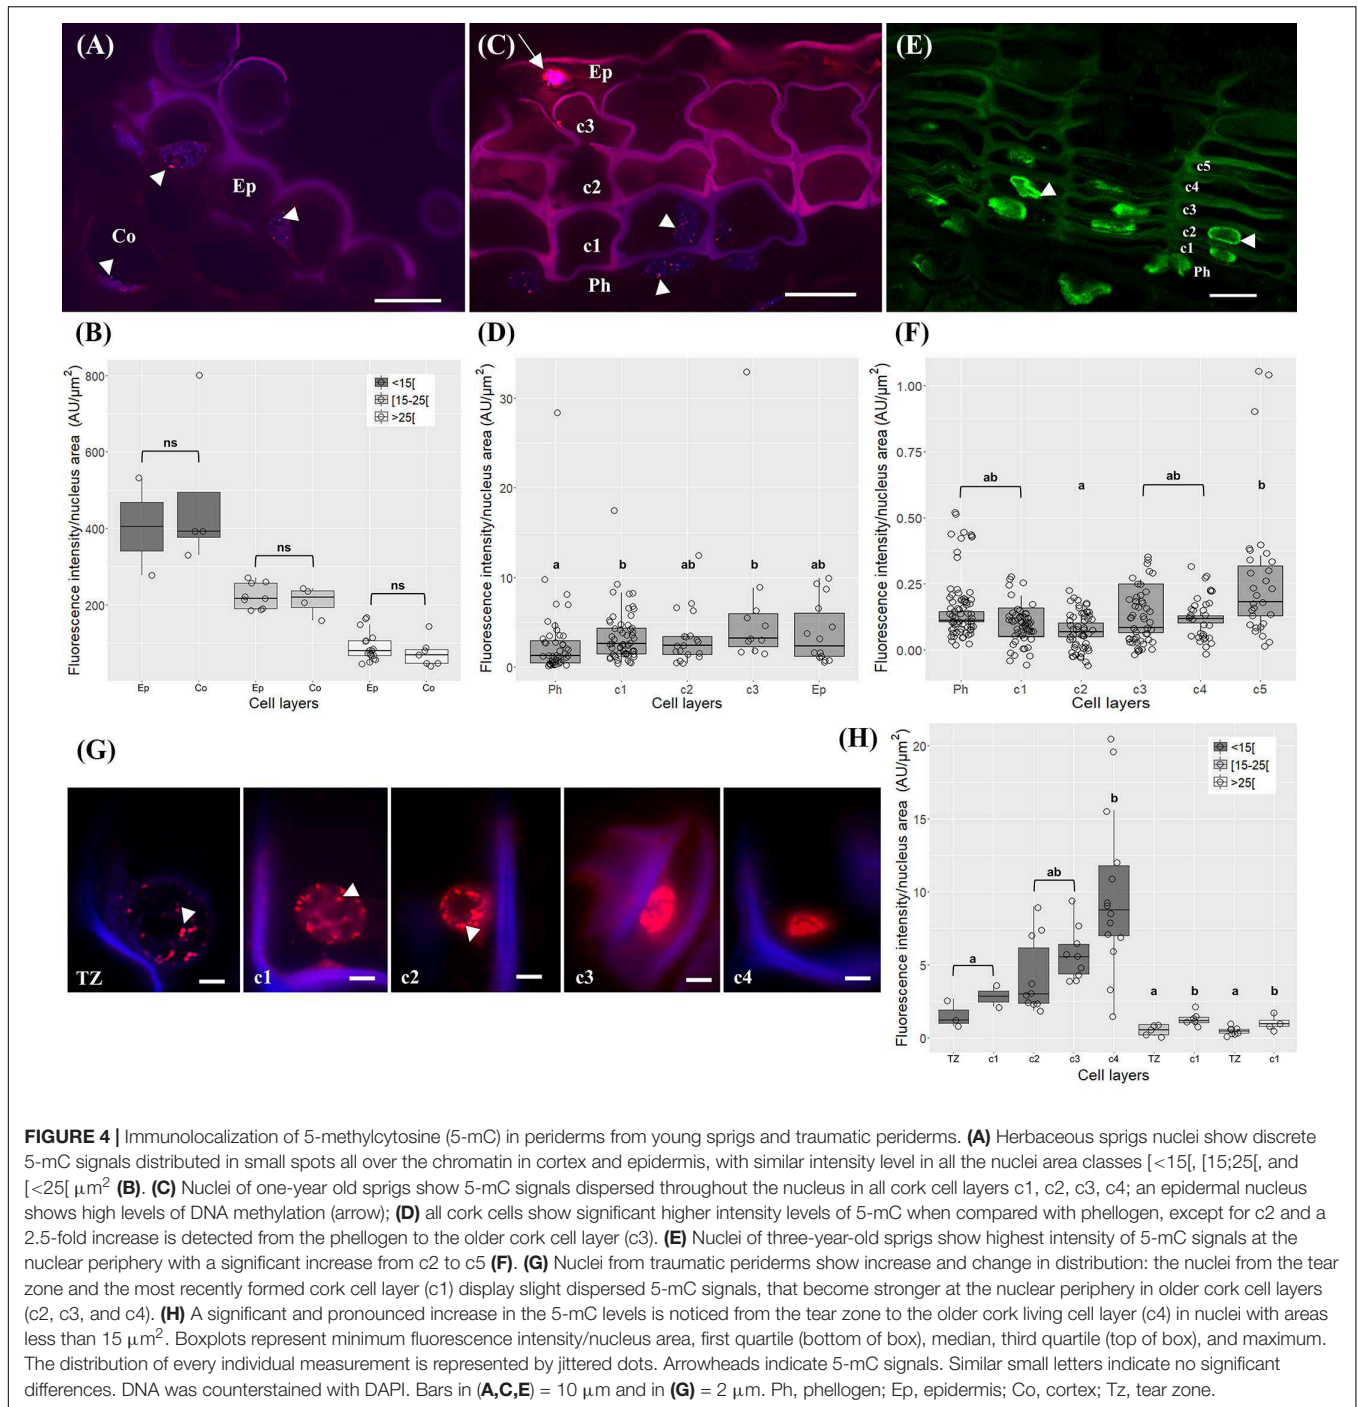 (A)
Ep
Co
(C)
Ep
c3
c2
c1
Ph
(E)
c5
c4
c3
c2
c1
Ph
(B)
Fluorescence intensity/nucleus area (AU/µm²)
800
600
400
200
<15[
[15-25[
>25[
ns
ns
ns
Ep Co Ep Co Ep Co
Cell layers
(D)
Fluorescence intensity/nucleus area (AU/µm²)
30
20
10
0
a b ab b ab
Ph c1 c2 c3 Ep
Cell layers
(F)
Fluorescence intensity/nucleus area (AU/µm²)
1.00
0.75
0.50
0.25
0.00
ab a ab b
Ph c1 c2 c3 c4 c5
Cell layers
(G)
TZ
c1
c2
c3
c4
(H)
Fluorescence intensity/nucleus area (AU/µm²)
20
15
10
5
0
<15[
[15-25[
>25[
a ab b a b a b
TZ c1 c2 c3 c4 TZ c1 TZ c1
Cell layers
FIGURE 4 | Immunolocalization of 5-methylcytosine (5-mC) in periderms from young sprigs and traumatic periderms. (A) Herbaceous sprigs nuclei show discrete
5-mC signals distributed in small spots all over the chromatin in cortex and epidermis, with similar intensity level in all the nuclei area classes [<15[, [15;25[, and
[<25[ µm² (B). (C) Nuclei of one-year old sprigs show 5-mC signals dispersed throughout the nucleus in all cork cell layers c1, c2, c3, c4; an epidermal nucleus
shows high levels of DNA methylation (arrow); (D) all cork cells show significant higher intensity levels of 5-mC when compared with phellogen, except for c2 and a
2.5-fold increase is detected from the phellogen to the older cork cell layer (c3). (E) Nuclei of three-year-old sprigs show highest intensity of 5-mC signals at the
nuclear periphery with a significant increase from c2 to c5 (F). (G) Nuclei from traumatic periderms show increase and change in distribution: the nuclei from the tear
zone and the most recently formed cork cell layer (c1) display slight dispersed 5-mC signals, that become stronger at the nuclear periphery in older cork cell layers
(c2, c3, and c4). (H) A significant and pronounced increase in the 5-mC levels is noticed from the tear zone to the older cork living cell layer (c4) in nuclei with areas
less than 15 µm². Boxplots represent minimum fluorescence intensity/nucleus area, first quartile (bottom of box), median, third quartile (top of box), and maximum.
The distribution of every individual measurement is represented by jittered dots. Arrowheads indicate 5-mC signals. Similar small letters indicate no significant
differences. DNA was counterstained with DAPI. Bars in (A,C,E) = 10 µm and in (G) = 2 µm. Ph, phellogen; Ep, epidermis; Co, cortex; Tz, tear zone.